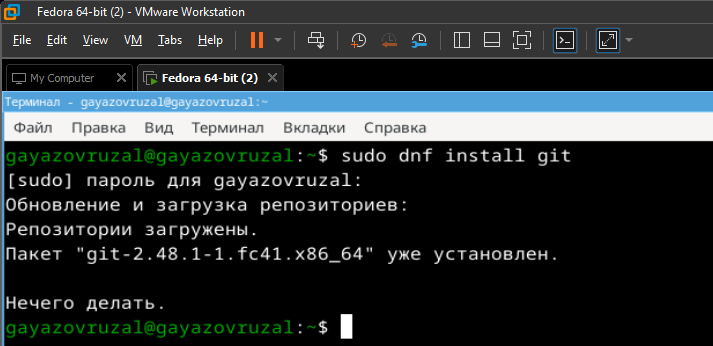 Fedora 64-bit (2) - VMware Workstation
File Edit View VM Tabs Help
My Computer Fedora 64-bit (2)
Терминал - gayazovruzal@gayazovruzal:~
Файл Правка Вид Терминал Вкладки Справка
gayazovruzal@gayazovruzal:~$ sudo dnf install git
[sudo] пароль для gayazovruzal:
Обновление и загрузка репозиториев:
Репозитории загружены.
Пакет "git-2.48.1-1.fc41.x86_64" уже установлен.
Нечего делать.
gayazovruzal@gayazovruzal:~$